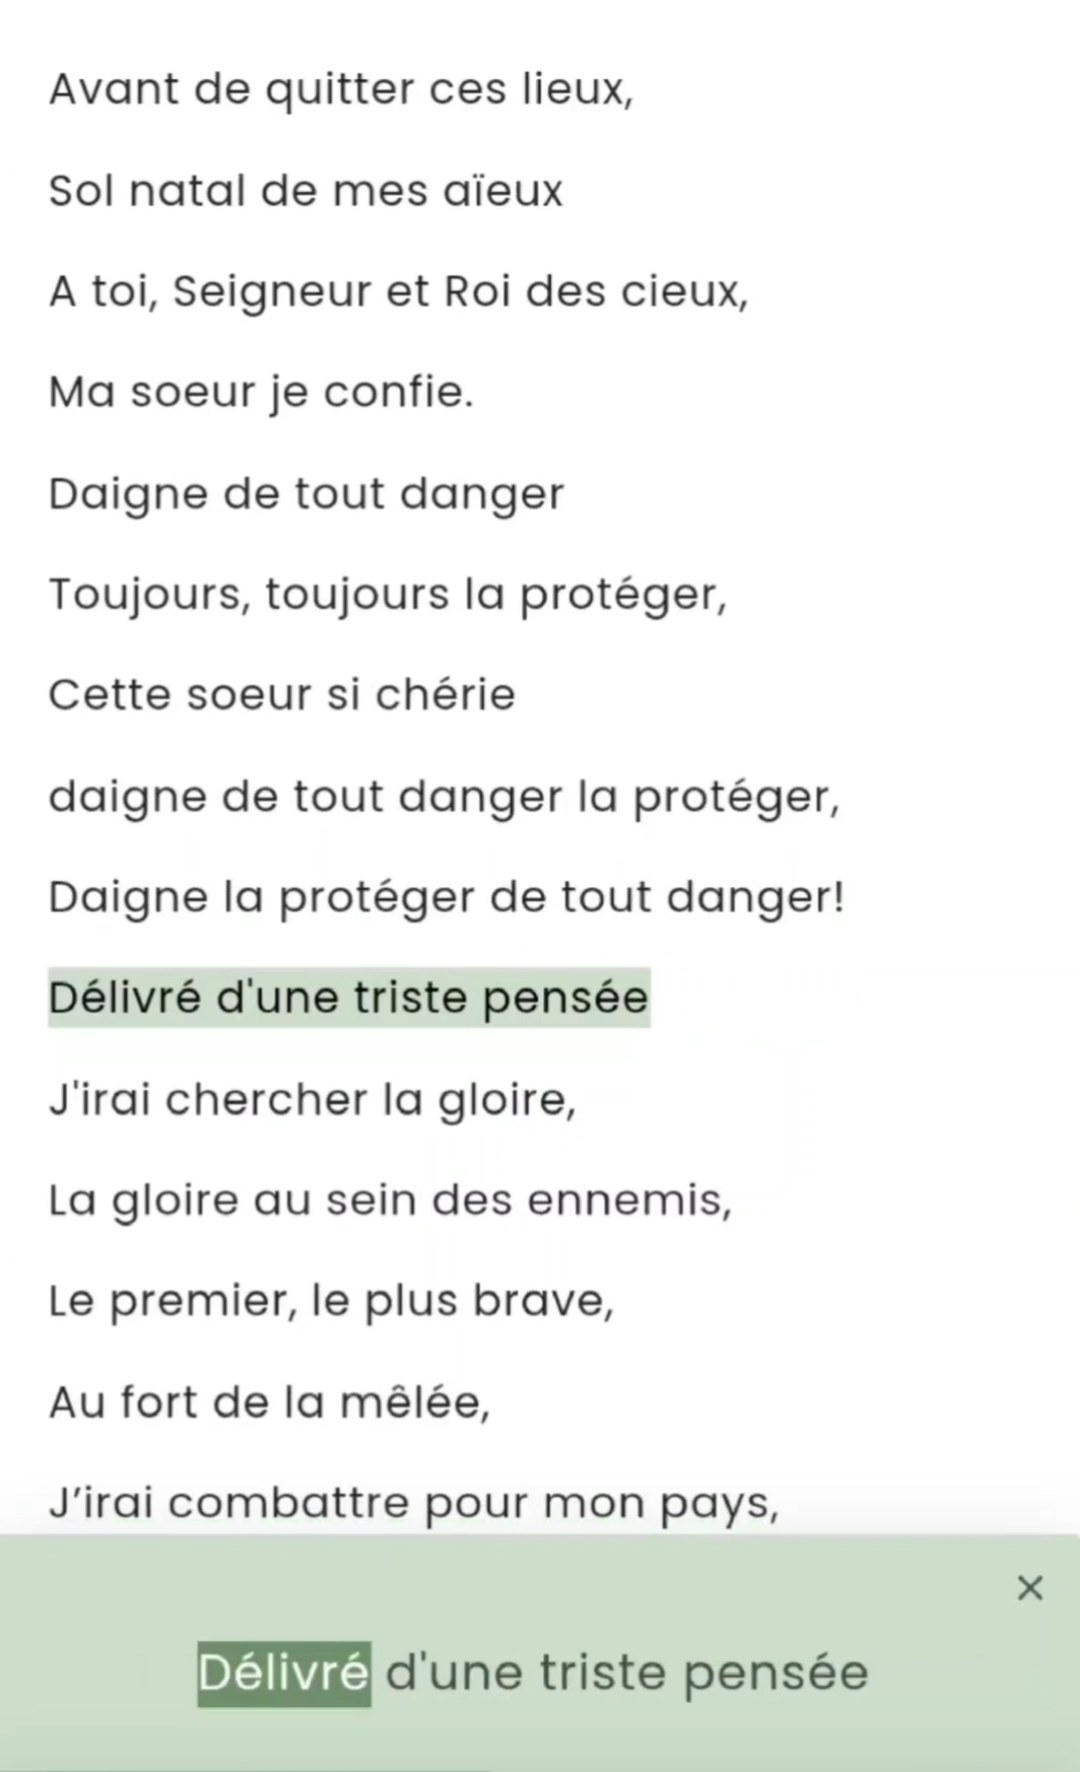 Avant de quitter ces lieux,
Sol natal de mes aïeux
A toi, Seigneur et Roi des cieux,
Ma soeur je confie.
Daigne de tout danger
Toujours, toujours la protéger,
Cette soeur si chérie
daigne de tout danger la protéger,
Daigne la protéger de tout danger!
Délivré d'une triste pensée
J'irai chercher la gloire,
La gloire au sein des ennemis,
Le premier, le plus brave,
Au fort de la mêlée,
J’irai combattre pour mon pays,
Délivré d'une triste pensée